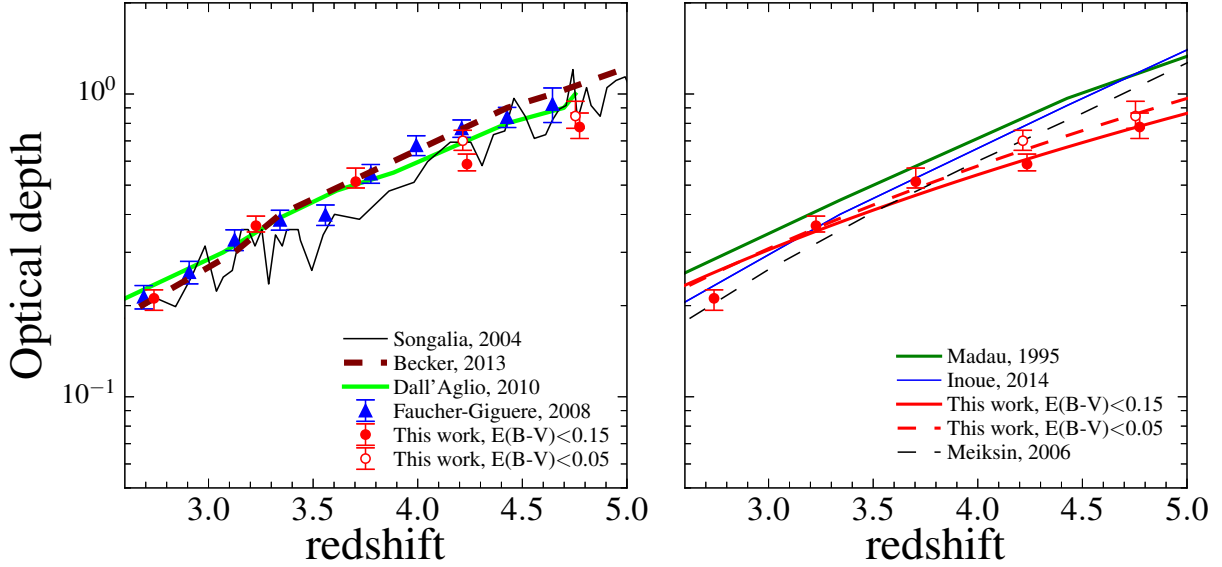 Optical depth
10^0
10^-1
Songalia, 2004
Becker, 2013
Dall'Aglio, 2010
Faucher-Giguere, 2008
This work, E(B-V)<0.15
This work, E(B-V)<0.05
3.0 3.5 4.0 4.5 5.0
redshift
Madau, 1995
Inoue, 2014
This work, E(B-V)<0.15
This work, E(B-V)<0.05
Meiksin, 2006
3.0 3.5 4.0 4.5 5.0
redshift